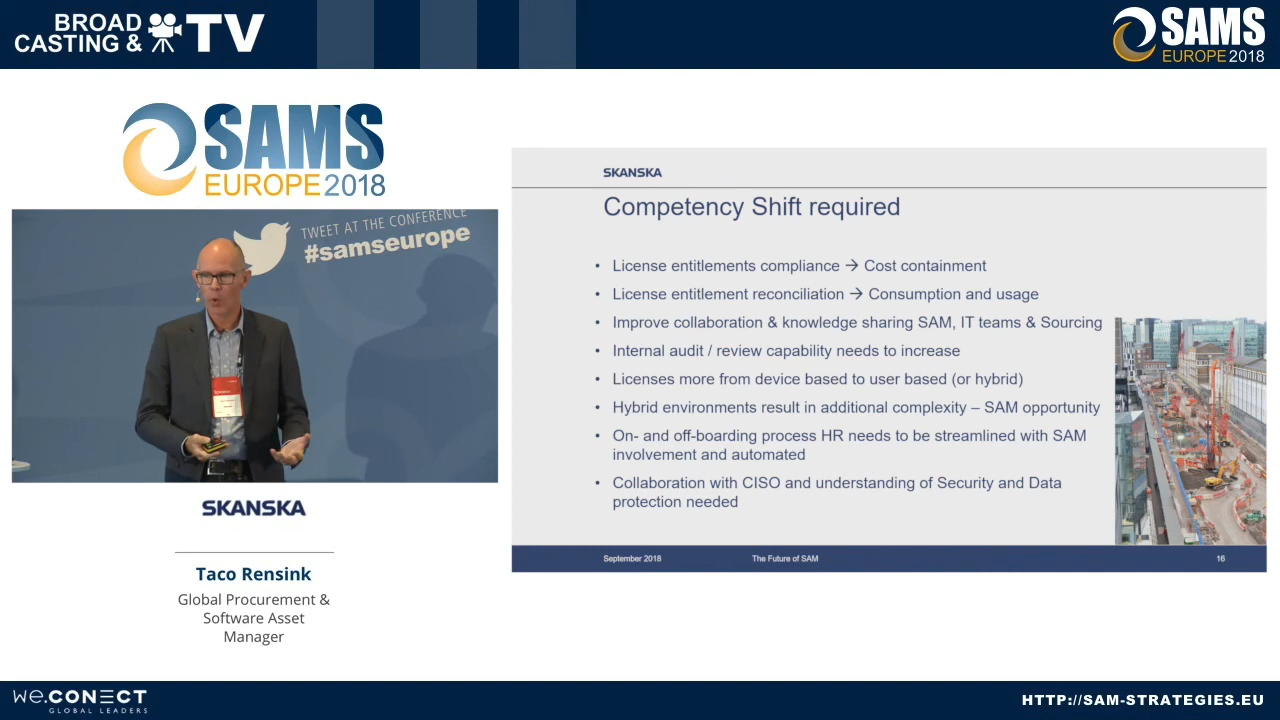 BROAD
CASTING & TV
SAMS
EUROPE 2018
SAMS
EUROPE 2018
TWEET AT THE CONFERENCE
#samseurope
SKANSKA
Taco Rensink
Global Procurement &
Software Asset
Manager
SKANSKA
Competency Shift required
• License entitlements compliance → Cost containment
• License entitlement reconciliation → Consumption and usage
• Improve collaboration & knowledge sharing SAM, IT teams & Sourcing
• Internal audit / review capability needs to increase
• Licenses more from device based to user based (or hybrid)
• Hybrid environments result in additional complexity – SAM opportunity
• On- and off-boarding process HR needs to be streamlined with SAM
involvement and automated
• Collaboration with CISO and understanding of Security and Data
protection needed
September 2018
The Future of SAM
16
we.CONECT
GLOBAL LEADERS
HTTP://SAM-STRATEGIES.EU